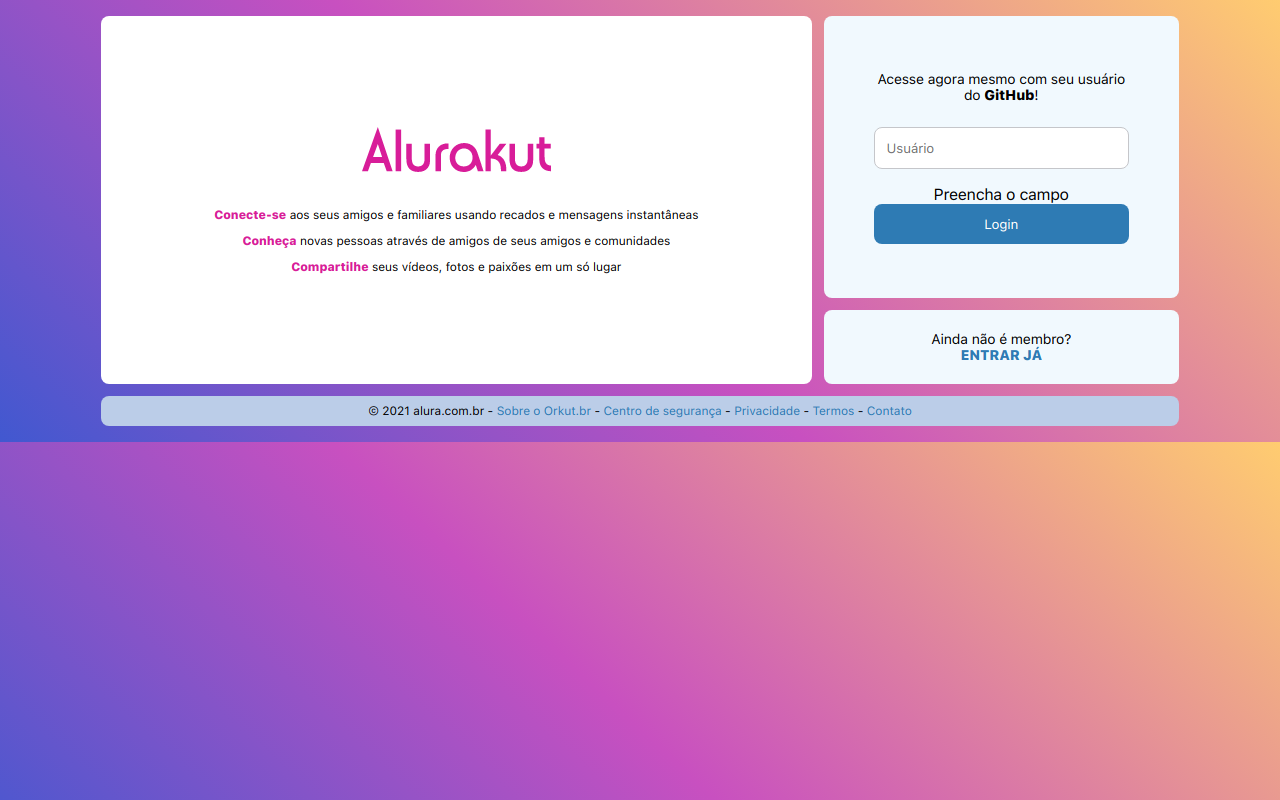 Alurakut
Conecte-se aos seus amigos e familiares usando recados e mensagens instantâneas
Conheça novas pessoas através de amigos de seus amigos e comunidades
Compartilhe seus vídeos, fotos e paixões em um só lugar
Acesse agora mesmo com seu usuário
do GitHub!
Usuário
Preencha o campo
Login
Ainda não é membro?
ENTRAR JÁ
© 2021 alura.com.br - Sobre o Orkut.br - Centro de segurança - Privacidade - Termos - Contato